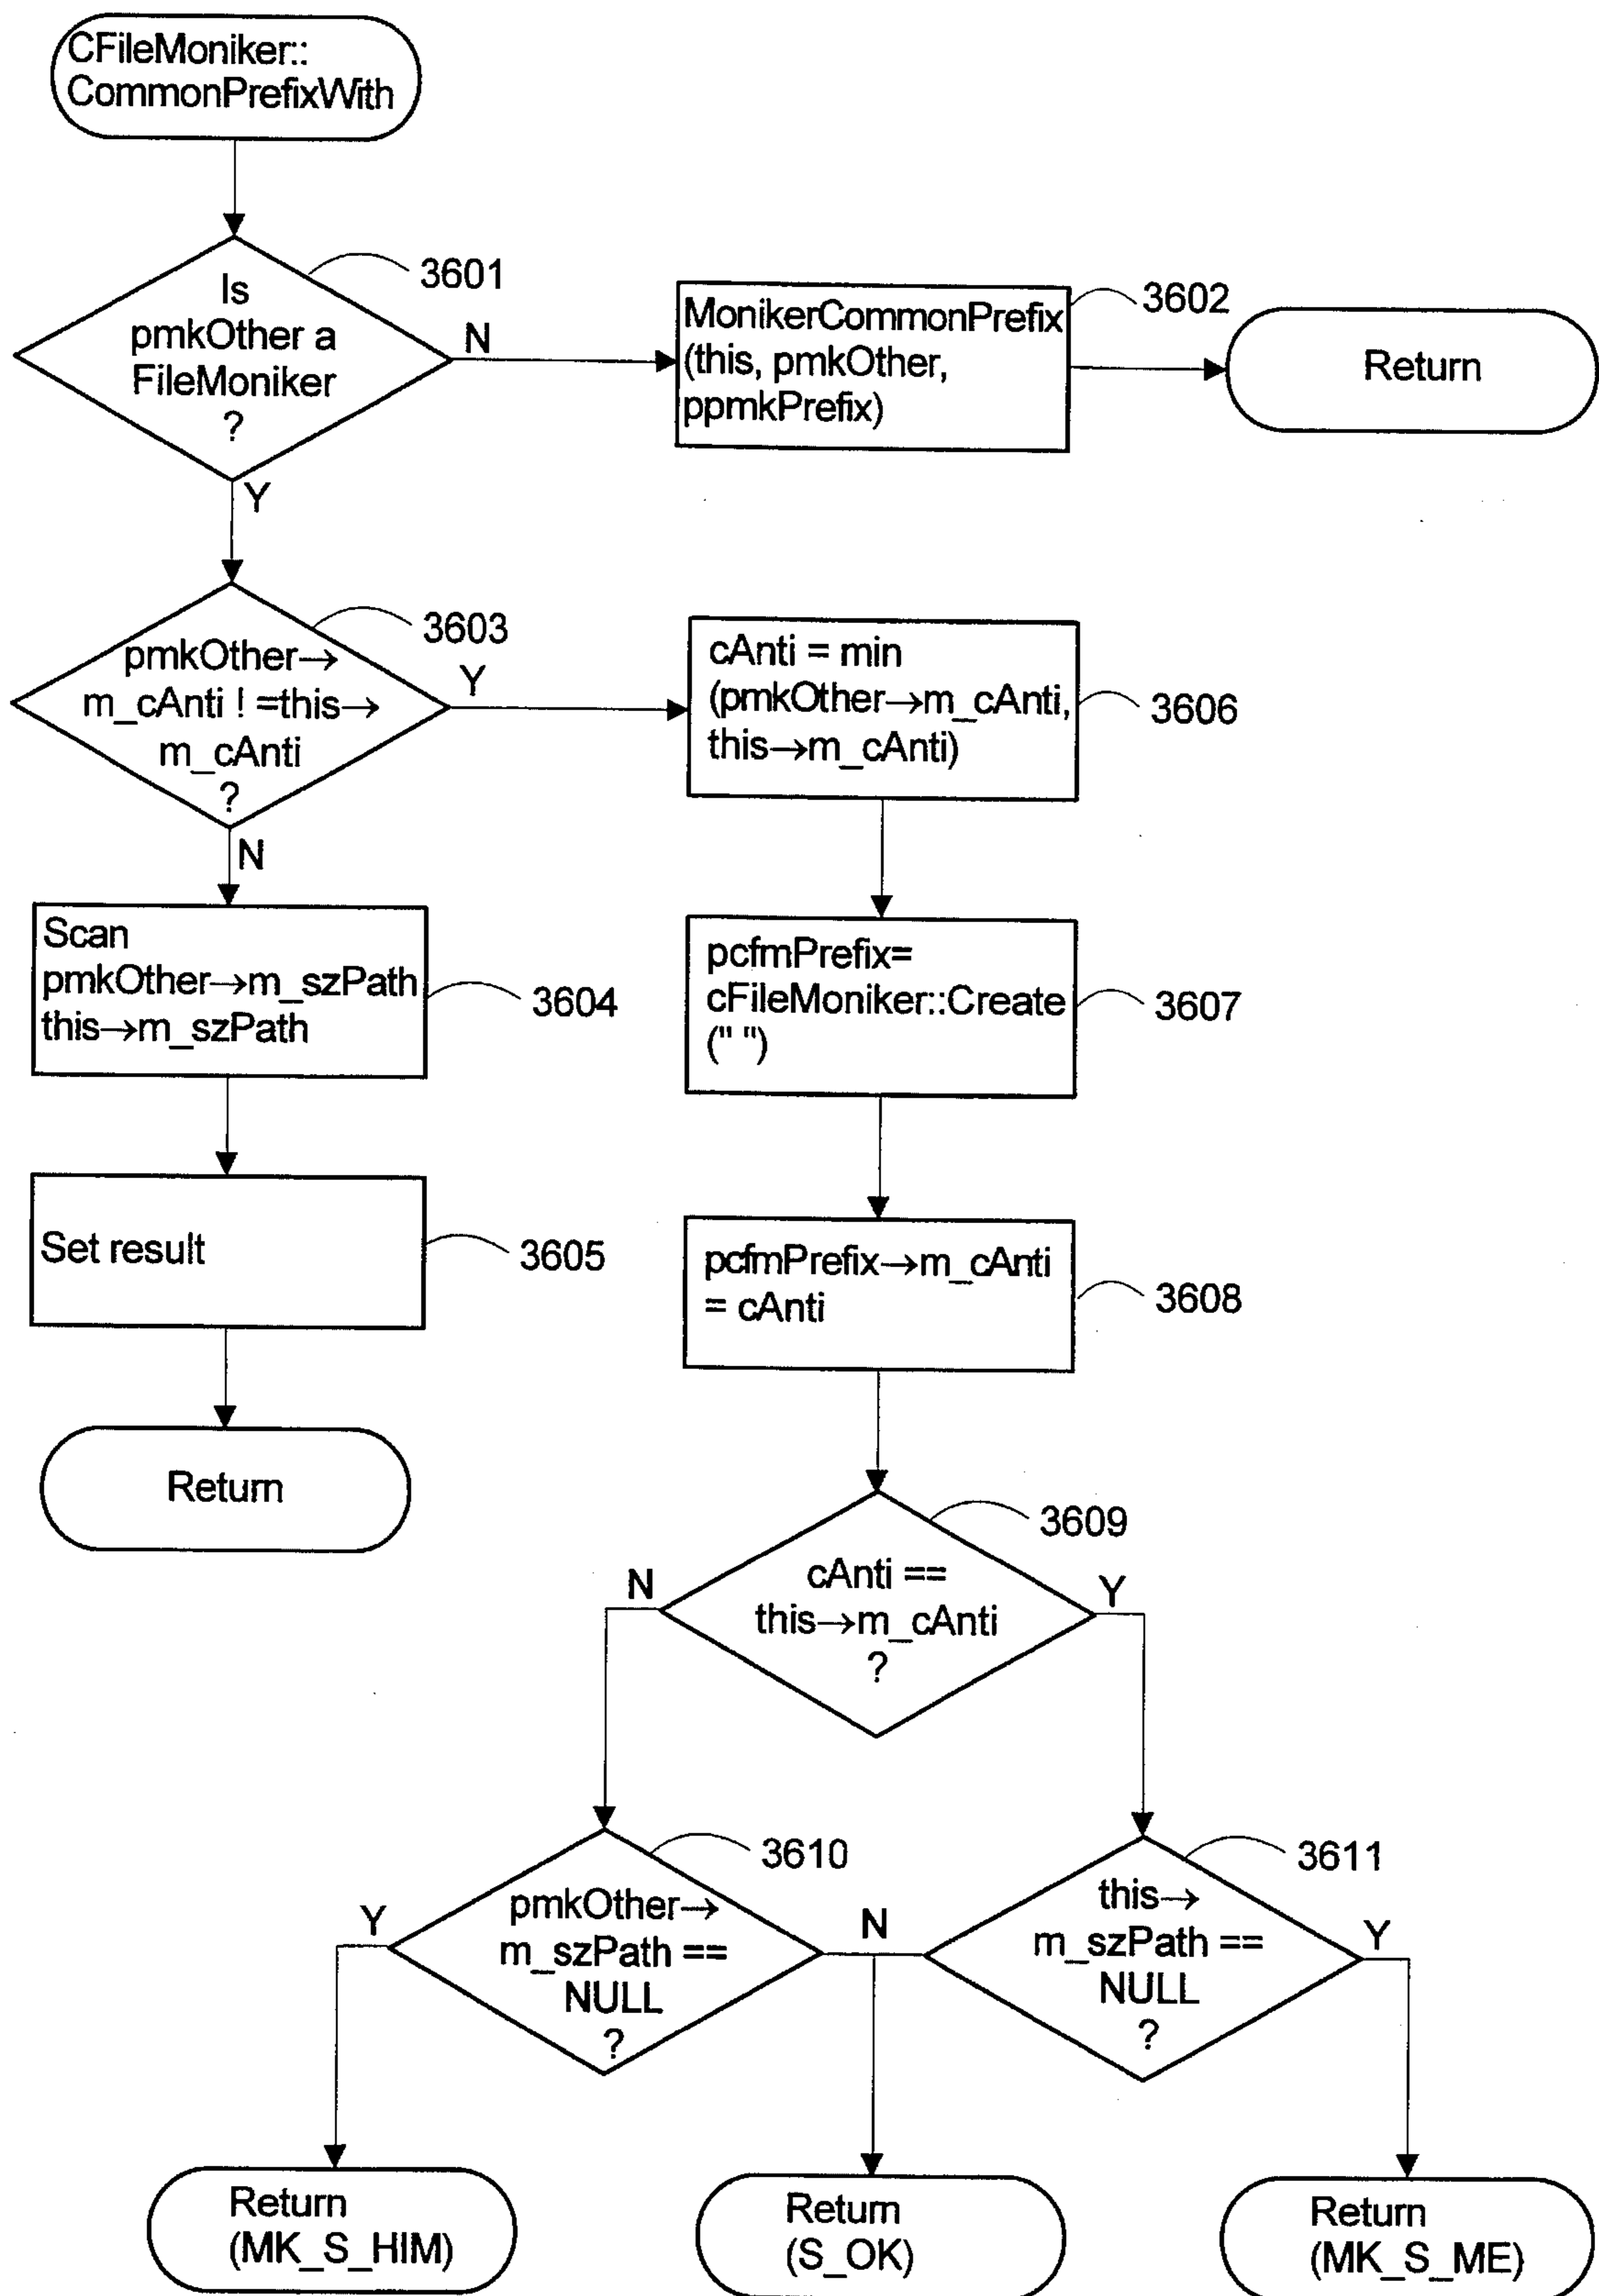 CFileMoniker::
CommonPrefixWith
3601
Is
pmkOther a
FileMoniker
?
N
Y
MonikerCommonPrefix
(this, pmkOther,
ppmkPrefix)
3602
Return
3603
pmkOther→
m_cAnti ! =this→
m_cAnti
?
Y
N
cAnti = min
(pmkOther→m_cAnti,
this→m_cAnti)
3606
Scan
pmkOther→m_szPath
this→m_szPath
3604
pcfmPrefix=
cFileMoniker::Create
(" ")
3607
Set result
3605
pcfmPrefix→m_cAnti
= cAnti
3608
Return
3609
cAnti ==
this→m_cAnti
?
N
Y
3610
pmkOther→
m_szPath ==
NULL
?
Y
N
3611
this→
m_szPath ==
NULL
?
Y
Return
(MK_S_HIM)
Return
(S_OK)
Return
(MK_S_ME)